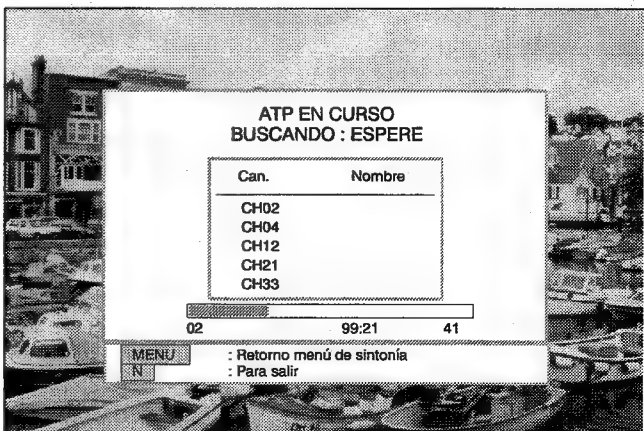 ATP EN CURSO
BUSCANDO : ESPERE
Can. Nombre
CH02
CH04
CH12
CH21
CH33
02 99:21 41
MENU : Retorno menú de sintonía
N : Para salir